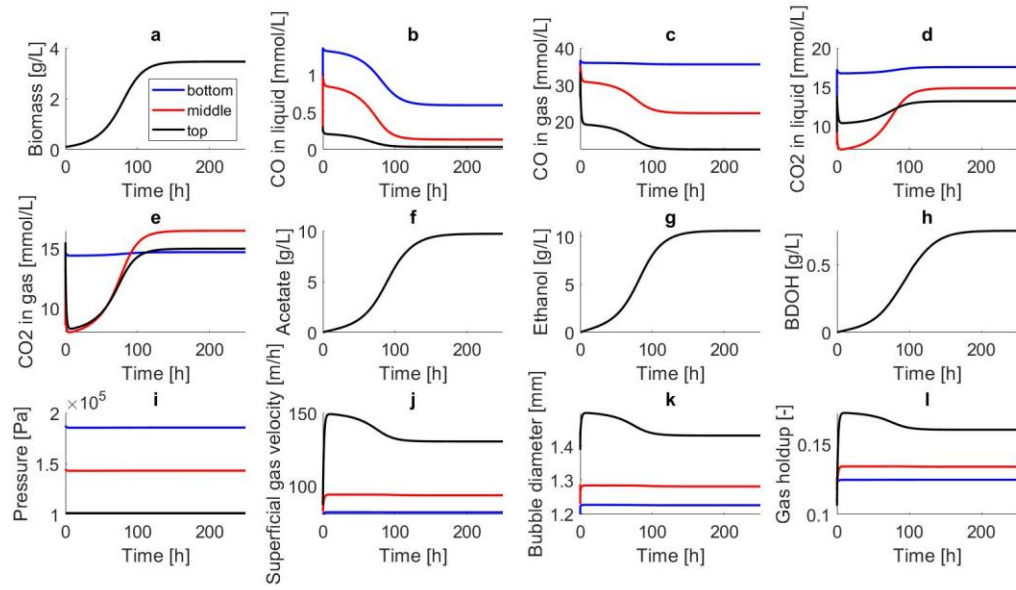 a
Biomass [g/L]
4
2
0
bottom
middle
top
0 100 200
Time [h]
b
CO in liquid [mmol/L]
1
0.5
0
0 100 200
Time [h]
c
CO in gas [mmol/L]
40
30
20
0 100 200
Time [h]
d
CO2 in liquid [mmol/L]
20
15
10
0 100 200
Time [h]
e
CO2 in gas [mmol/L]
15
10
0 100 200
Time [h]
f
Acetate [g/L]
10
5
0
0 100 200
Time [h]
g
Ethanol [g/L]
10
5
0
0 100 200
Time [h]
h
BDOH [g/L]
0.5
0
0 100 200
Time [h]
i
×10^5
Pressure [Pa]
2
1.5
1
0 100 200
Time [h]
j
Superficial gas velocity [m/h]
150
100
0 100 200
Time [h]
k
Bubble diameter [mm]
1.4
1.3
1.2
0 100 200
Time [h]
l
Gas holdup [-]
0.15
0.1
0 100 200
Time [h]